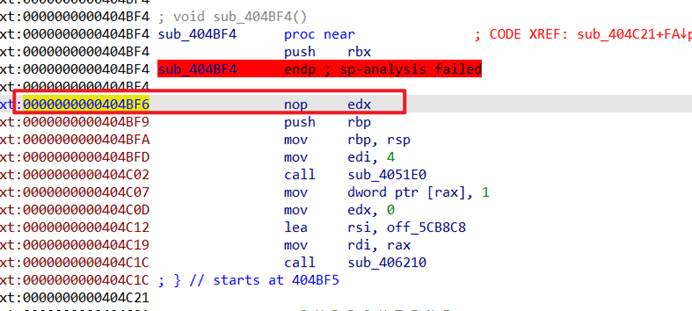 xt:0000000000404BF4
xt:0000000000404BF4 ; void sub_404BF4()
xt:0000000000404BF4 sub_404BF4 proc near ; CODE XREF: sub_404C21+FA↓p
xt:0000000000404BF4 push rbx
xt:0000000000404BF4 sub_404BF4 endp ; sp-analysis failed
xt:0000000000404BF4
xt:0000000000404BF6 nop edx
xt:0000000000404BF9 push rbp
xt:0000000000404BFA mov rbp, rsp
xt:0000000000404BFD mov edi, 4
xt:0000000000404C02 call sub_4051E0
xt:0000000000404C07 mov dword ptr [rax], 1
xt:0000000000404C0D mov edx, 0
xt:0000000000404C12 lea rsi, off_5CB8C8
xt:0000000000404C19 mov rdi, rax
xt:0000000000404C1C call sub_406210
xt:0000000000404C1C ; } // starts at 404BF5
xt:0000000000404C21